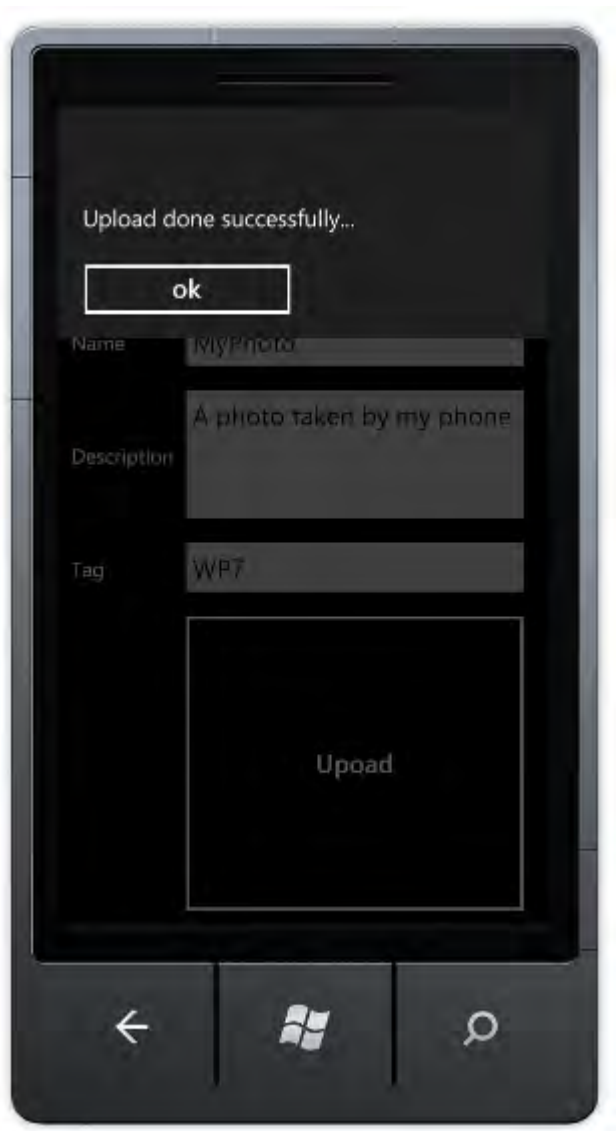 Upload done successfully...
ok
Name
MyPhoto
Description
A photo taken by my phone
Tag
WP7
Upoad